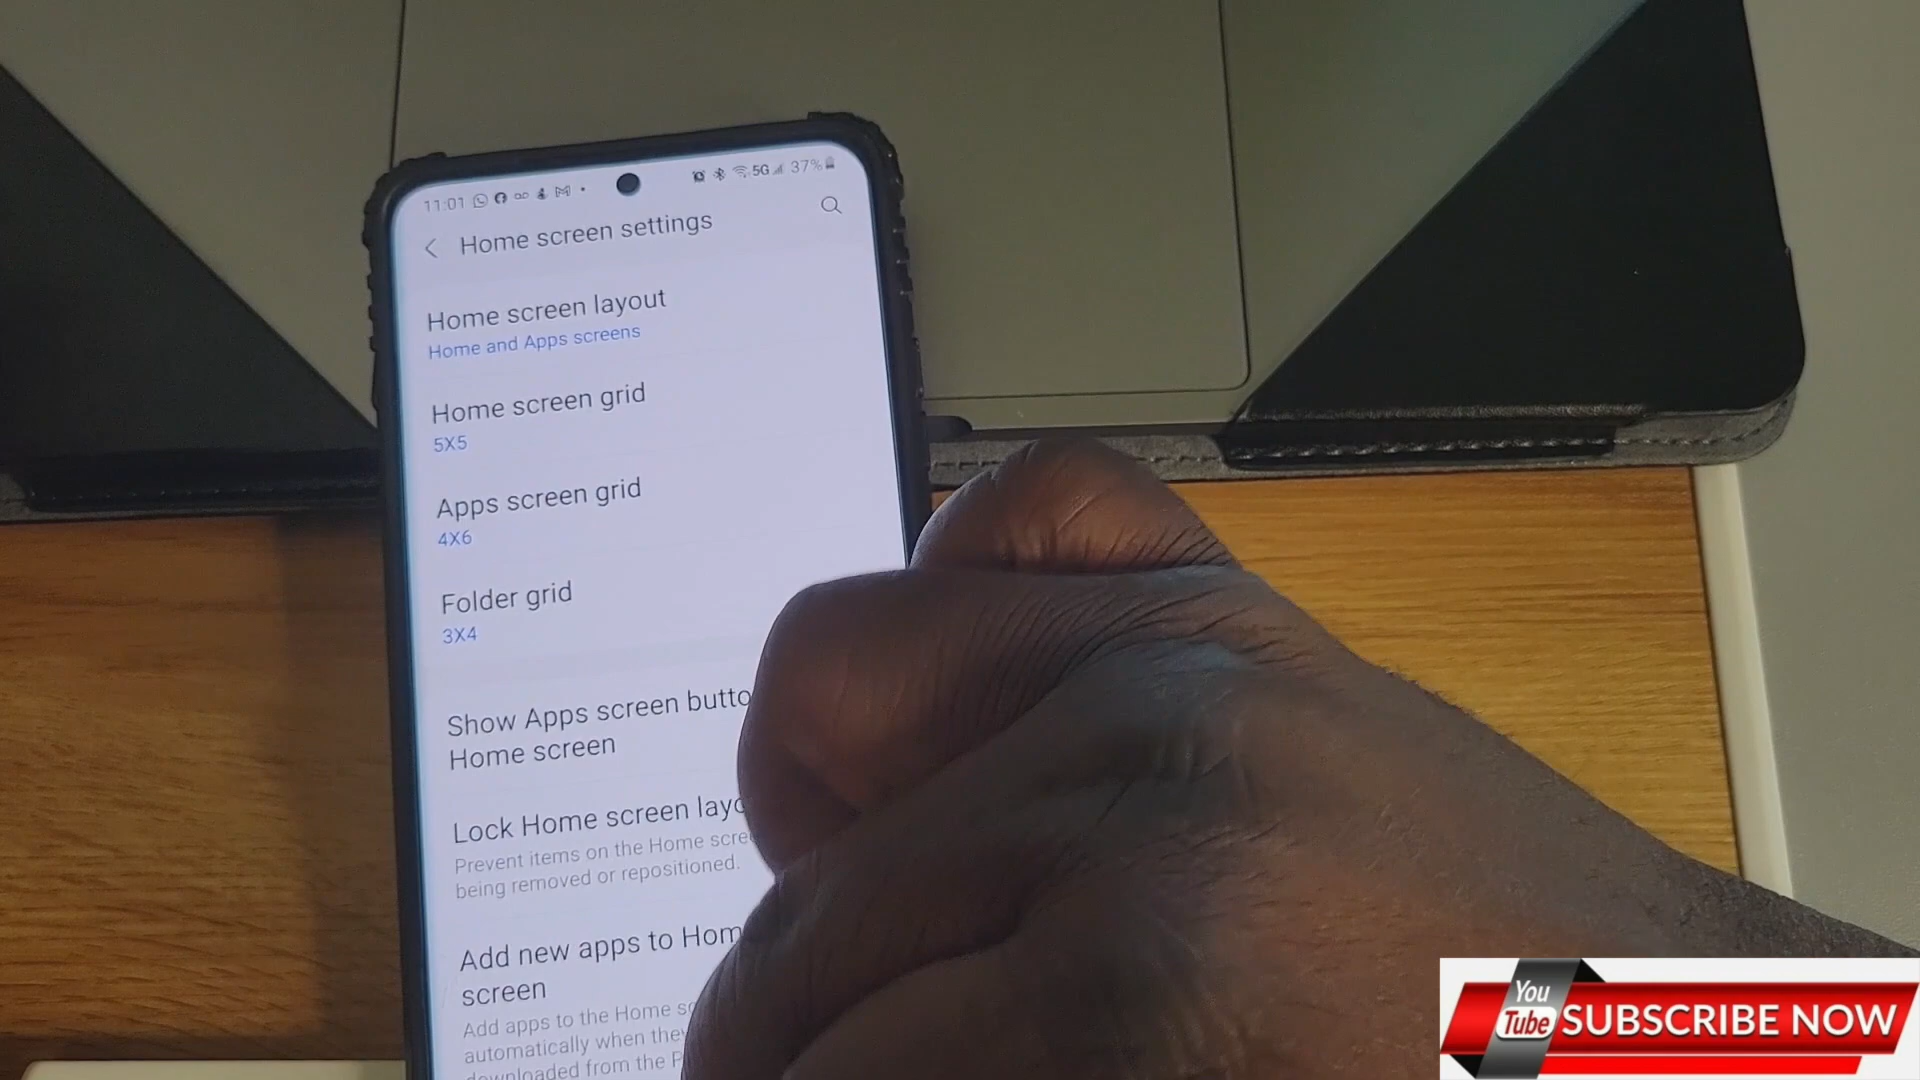 11:01 5G 37%
Home screen settings
Home screen layout
Home and Apps screens
Home screen grid
5X5
Apps screen grid
4X6
Folder grid
3X4
Show Apps screen butto
Home screen
Lock Home screen layo
Prevent items on the Home scre
being removed or repositioned.
Add new apps to Hom
screen
Add apps to the Home s
automatically when they
downloaded from the P
You
Tube
SUBSCRIBE NOW